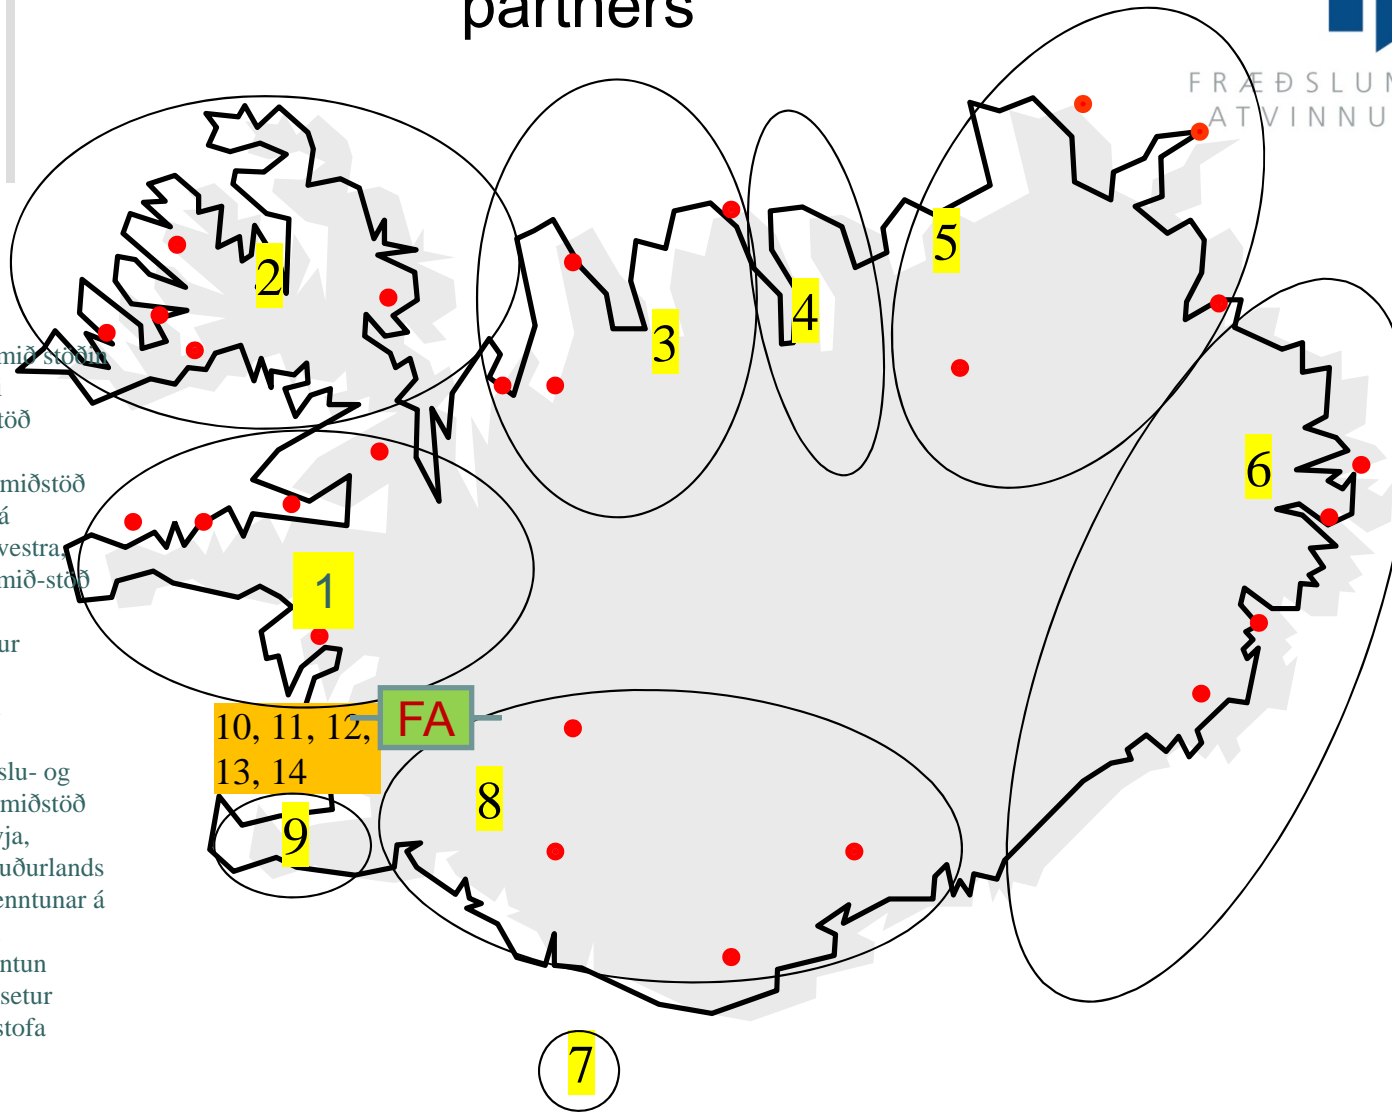 partners
FRÆÐSLUM
ATVINNU
mið stöðin
töð
miðstöð
á
vestra,
mið-stöð
ur
slu- og
miðstöð
ja,
uðurlands
enntunar á
ntun
setur
stofa
2
3
4
5
6
1
10, 11, 12,
13, 14
FA
8
9
7